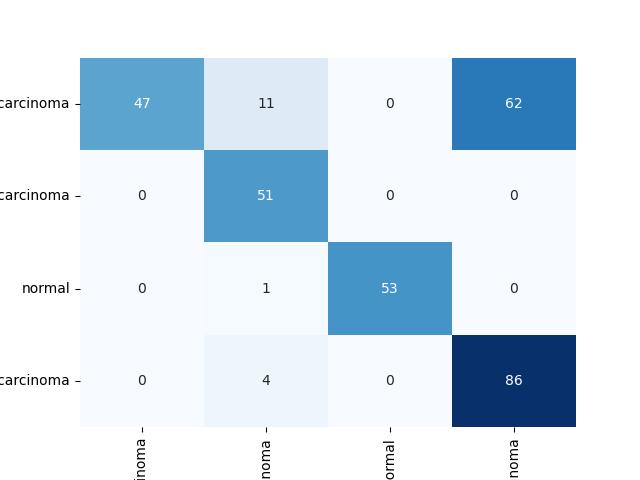 carcinoma
47 11 0 62
carcinoma
0 51 0 0
normal
0 1 53 0
carcinoma
0 4 0 86
inoma
noma
ormal
noma